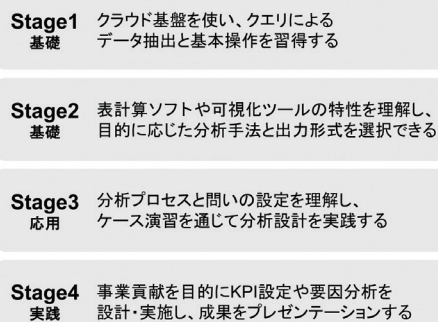 Stage1
基礎
クラウド基盤を使い、クエリによる
データ抽出と基本操作を習得する
Stage2
基礎
表計算ソフトや可視化ツールの特性を理解し、
目的に応じた分析手法と出力形式を選択できる
Stage3
応用
分析プロセスと問いの設定を理解し、
ケース演習を通じて分析設計を実践する
Stage4
実践
事業貢献を目的にKPI設定や要因分析を
設計・実施し、成果をプレゼンテーションする